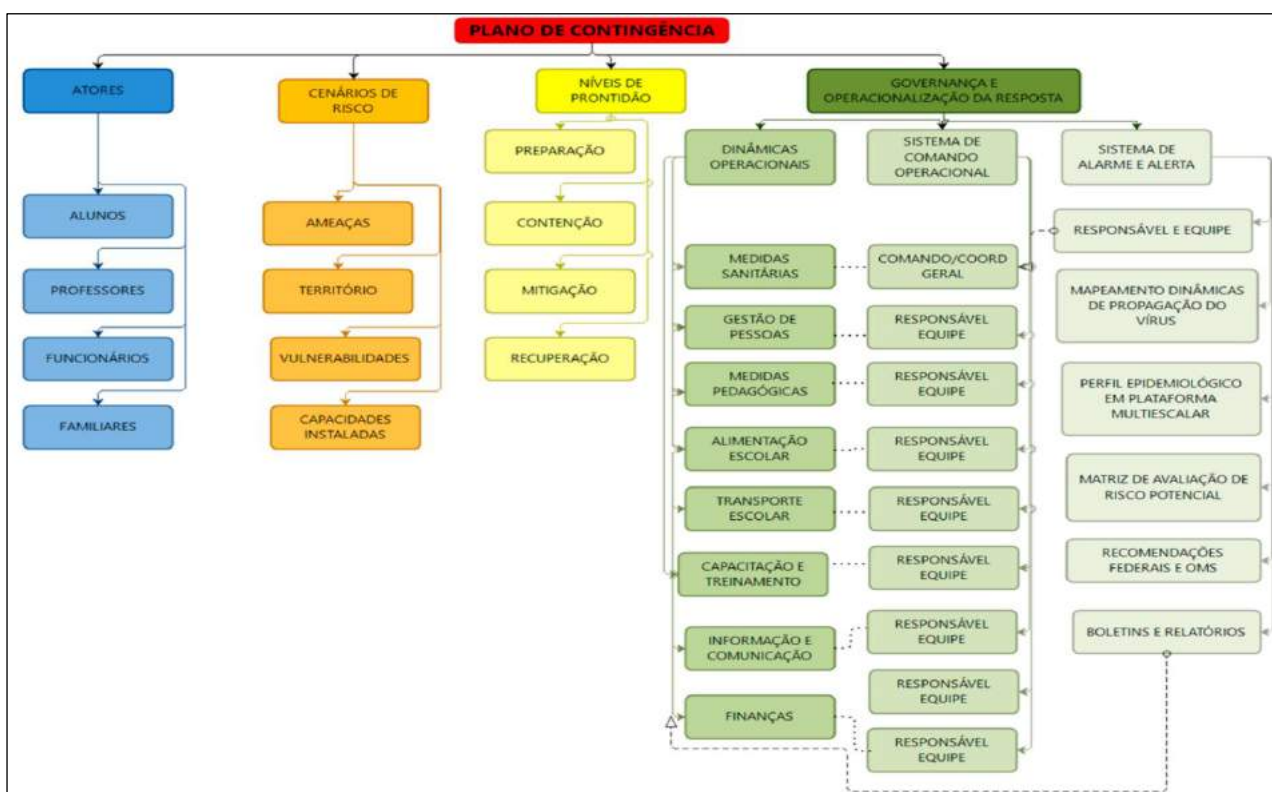 PLANO DE CONTINGÊNCIA
ATORES
ALUNOS
PROFESSORES
FUNCIONÁRIOS
FAMILIARES
CENÁRIOS DE
RISCO
AMEAÇAS
TERRITÓRIO
VULNERABILIDADES
CAPACIDADES
INSTALADAS
NÍVEIS DE
PRONTIDÃO
PREPARAÇÃO
CONTENÇÃO
MITIGAÇÃO
RECUPERAÇÃO
GOVERNANÇA E
OPERACIONALIZAÇÃO DA RESPOSTA
DINÂMICAS
OPERACIONAIS
MEDIDAS
SANITÁRIAS
GESTÃO DE
PESSOAS
MEDIDAS
PEDAGÓGICAS
ALIMENTAÇÃO
ESCOLAR
TRANSPORTE
ESCOLAR
CAPACITAÇÃO E
TREINAMENTO
INFORMAÇÃO E
COMUNICAÇÃO
FINANÇAS
SISTEMA DE
COMANDO
OPERACIONAL
COMANDO/COORD
GERAL
RESPONSÁVEL
EQUIPE
RESPONSÁVEL
EQUIPE
RESPONSÁVEL
EQUIPE
RESPONSÁVEL
EQUIPE
RESPONSÁVEL
EQUIPE
RESPONSÁVEL
EQUIPE
RESPONSÁVEL
EQUIPE
RESPONSÁVEL
EQUIPE
SISTEMA DE
ALARME E ALERTA
RESPONSÁVEL E EQUIPE
MAPEAMENTO DINÂMICAS
DE PROPAGAÇÃO DO
VÍRUS
PERFIL EPIDEMIOLÓGICO
EM PLATAFORMA
MULTIESCALAR
MATRIZ DE AVALIAÇÃO DE
RISCO POTENCIAL
RECOMENDAÇÕES
FEDERAIS E OMS
BOLETINS E RELATÓRIOS